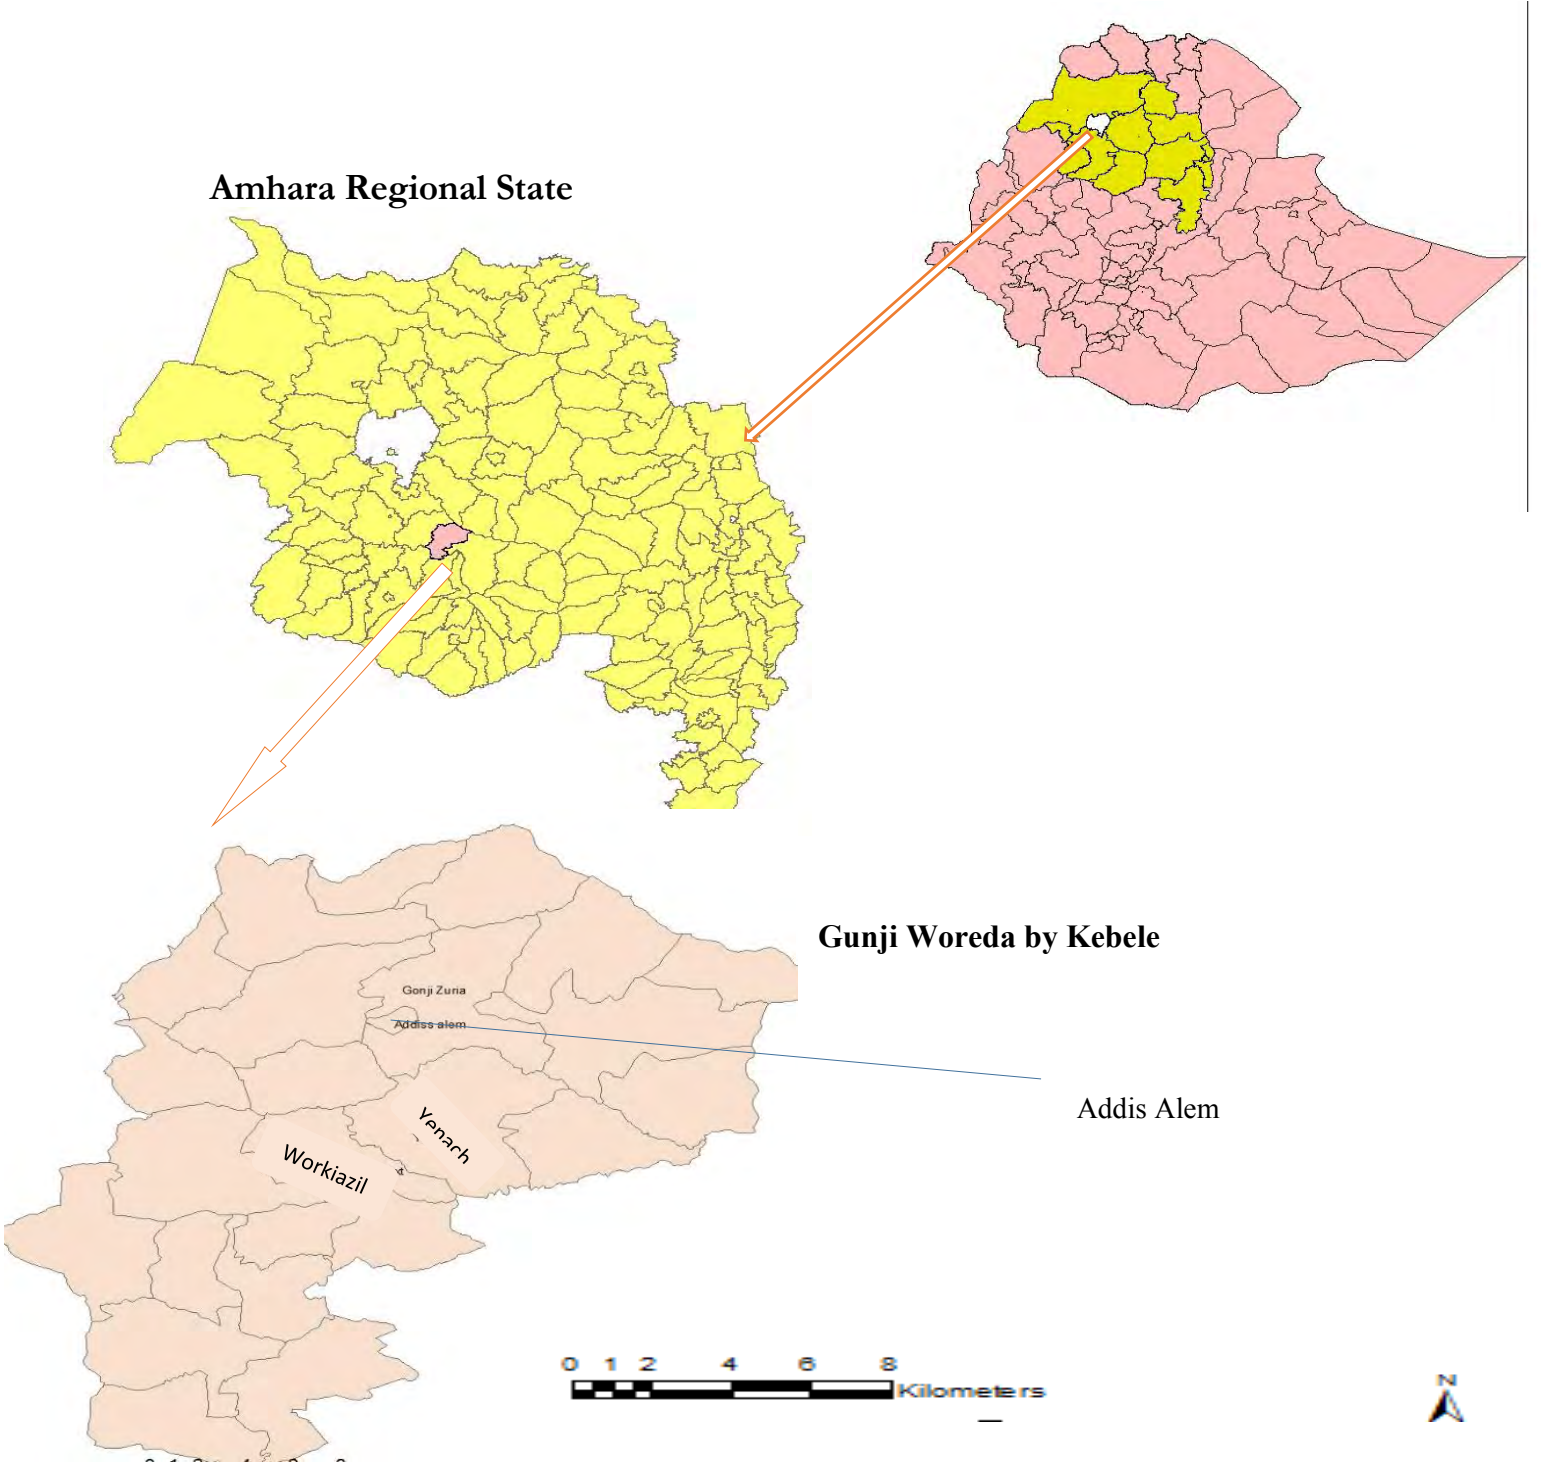 Amhara Regional State
Gunji Woreda by Kebele
Gonji Zuria
Addiss alem
Addis Alem
Yenach
Workiazil
0 1 2 4 6 8
Kilometers
N